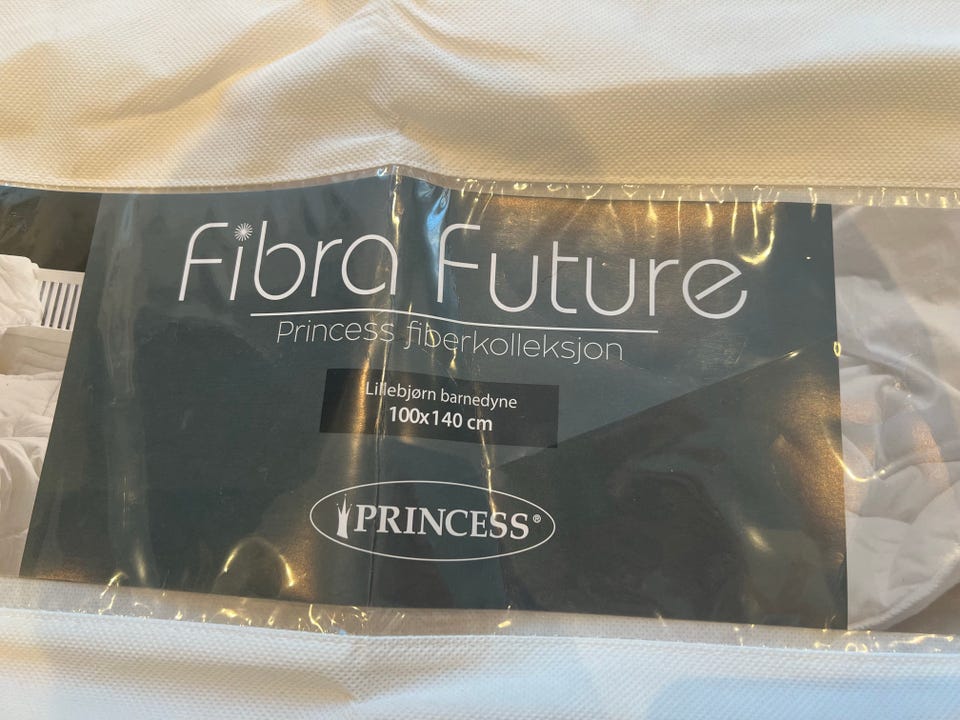 Fibra Future
Princess fiberkolleksjon
Lillebjørn barnedyne
100x140 cm
PRINCESS®